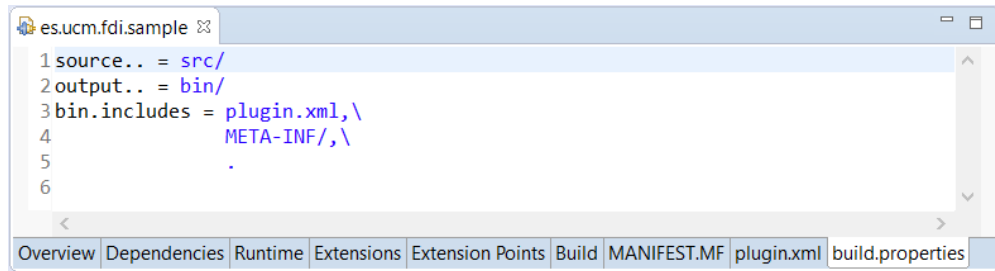 es.ucm.fdi.sample
1 source.. = src/
2 output.. = bin/
3 bin.includes = plugin.xml,\
4 META-INF/,\
5 .
6
Overview Dependencies Runtime Extensions Extension Points Build MANIFEST.MF plugin.xml build.properties